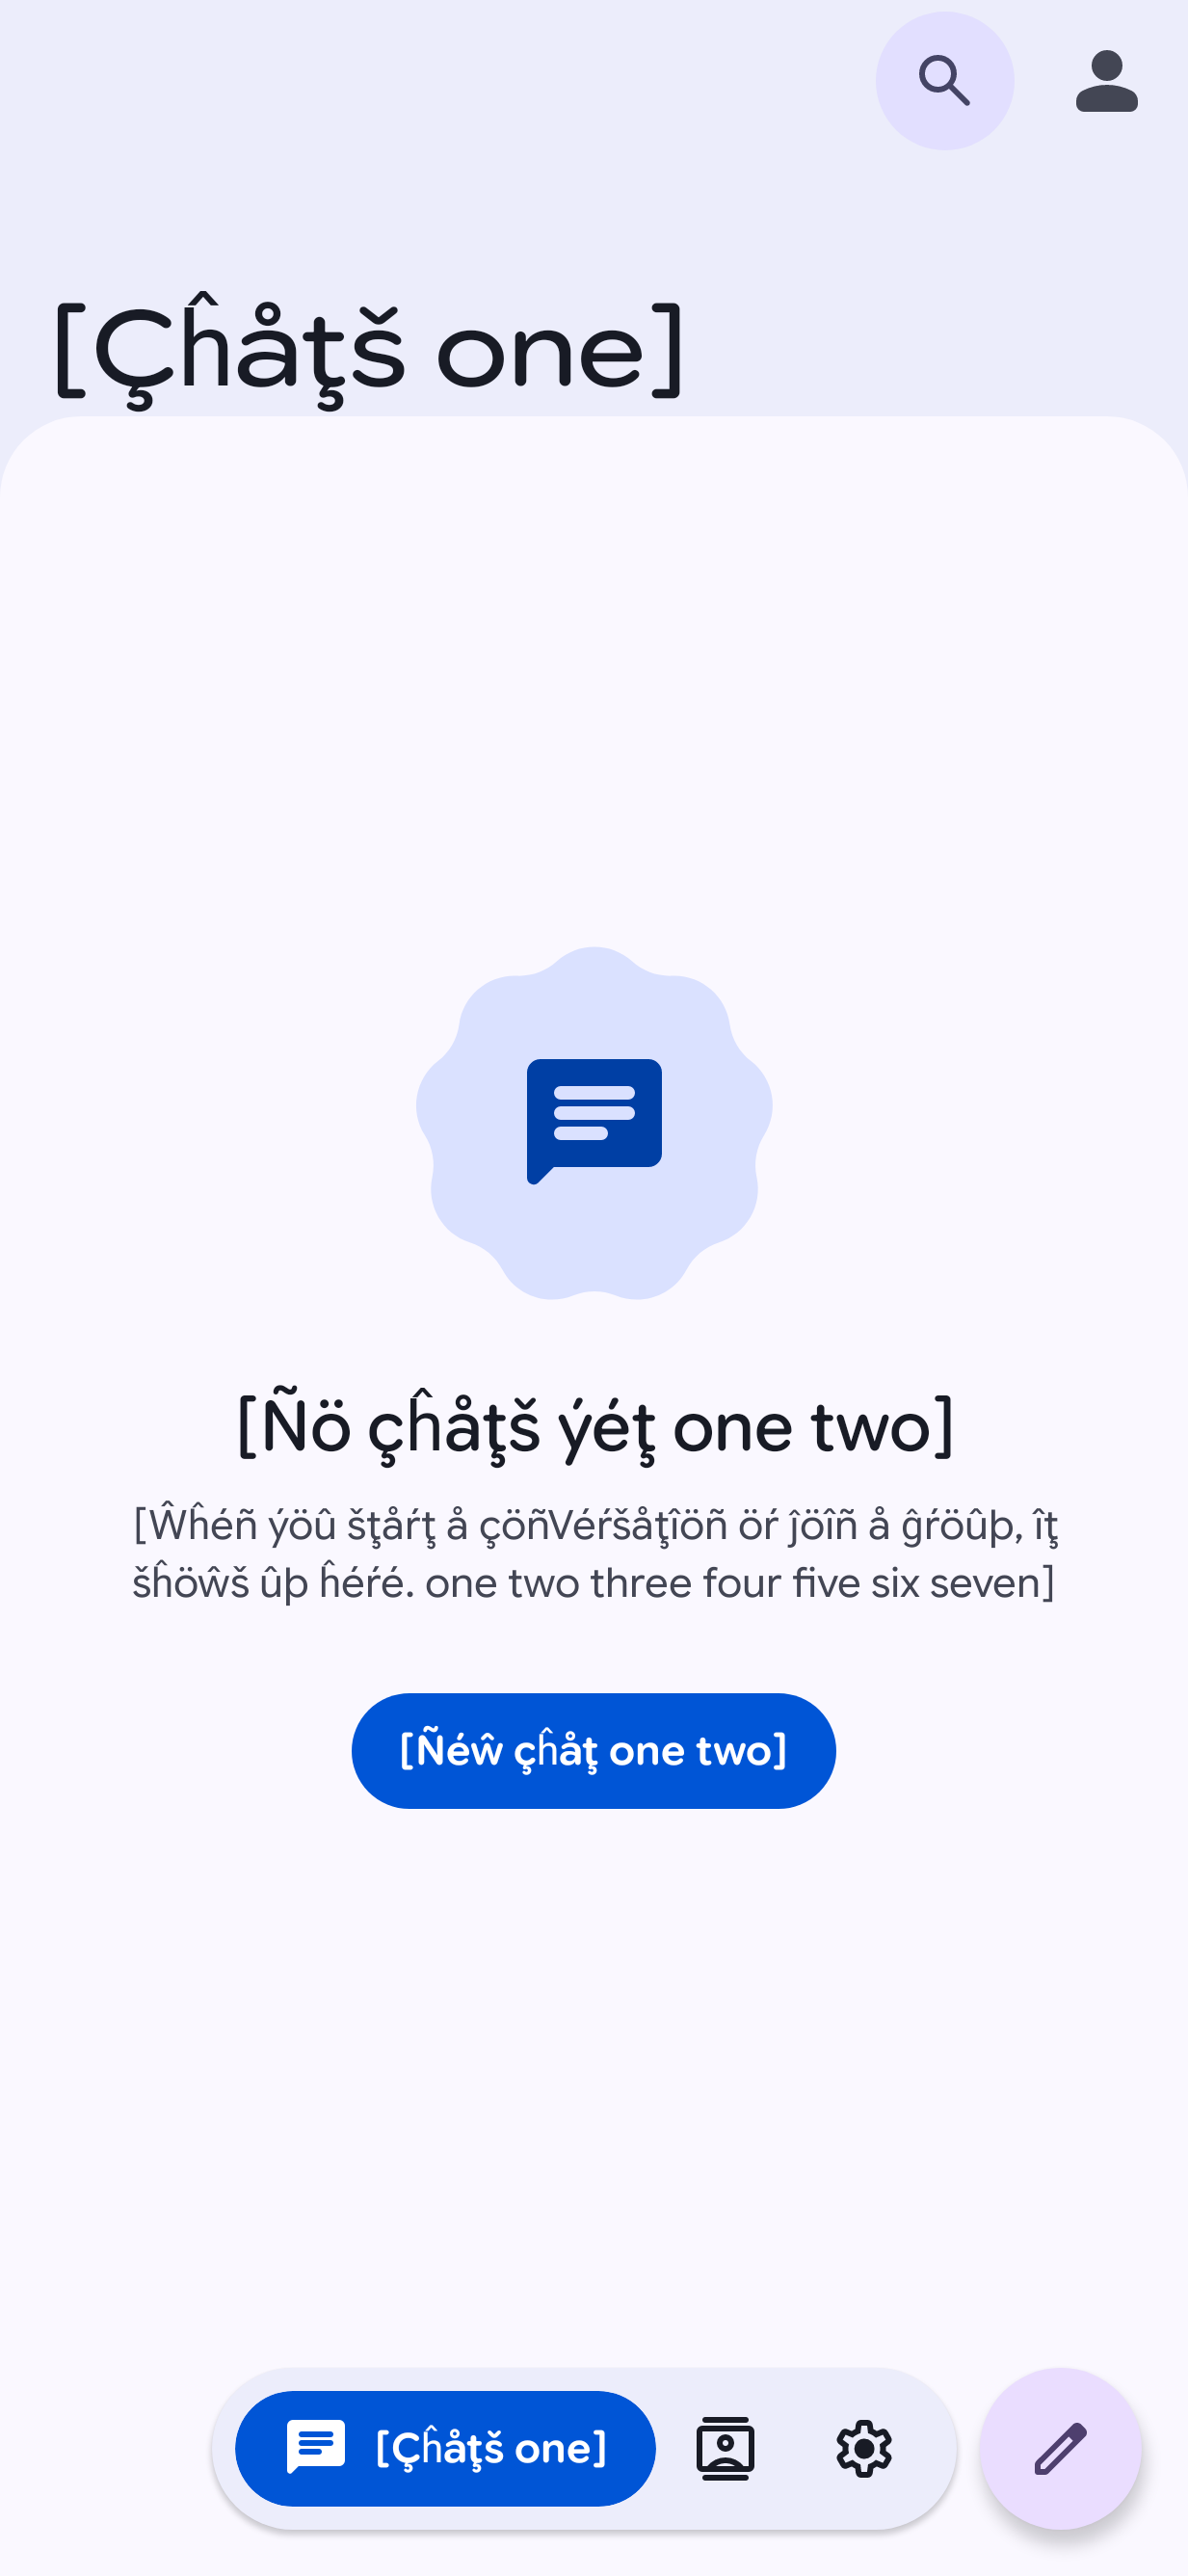 [Çĥåţš one]
[Ñö çĥåţš ýéţ one two]
[Ŵĥéñ ýöû šţåŕţ å çöñVéŕšåţîöñ öŕ ĵöîñ å ĝŕöûþ, îţ
šĥöŵš ûþ ĥéŕé. one two three four five six seven]
[Ñéŵ çĥåţ one two]
[Çĥåţš one]